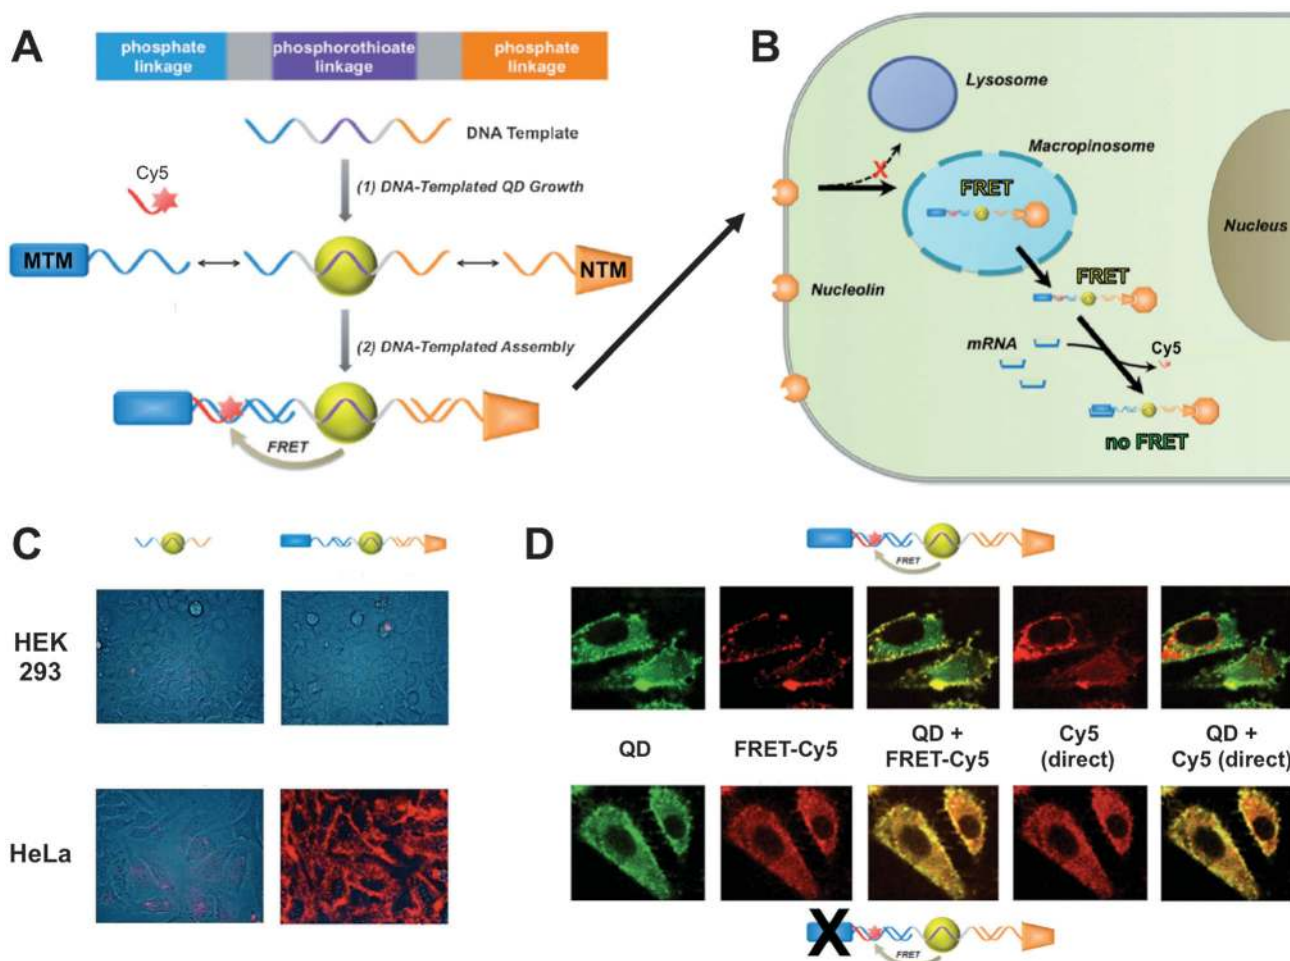 A
phosphate
linkage
phosphorothioate
linkage
phosphate
linkage
DNA Template
Cy5
(1) DNA-Templated QD Growth
MTM
NTM
(2) DNA-Templated Assembly
FRET
B
Lysosome
Macropinosome
X
FRET
Nucleus
Nucleolin
FRET
mRNA
Cy5
no FRET
C
HEK
293
HeLa
D
FRET
QD
FRET-Cy5
QD +
FRET-Cy5
Cy5
(direct)
QD +
Cy5 (direct)
X
FRET